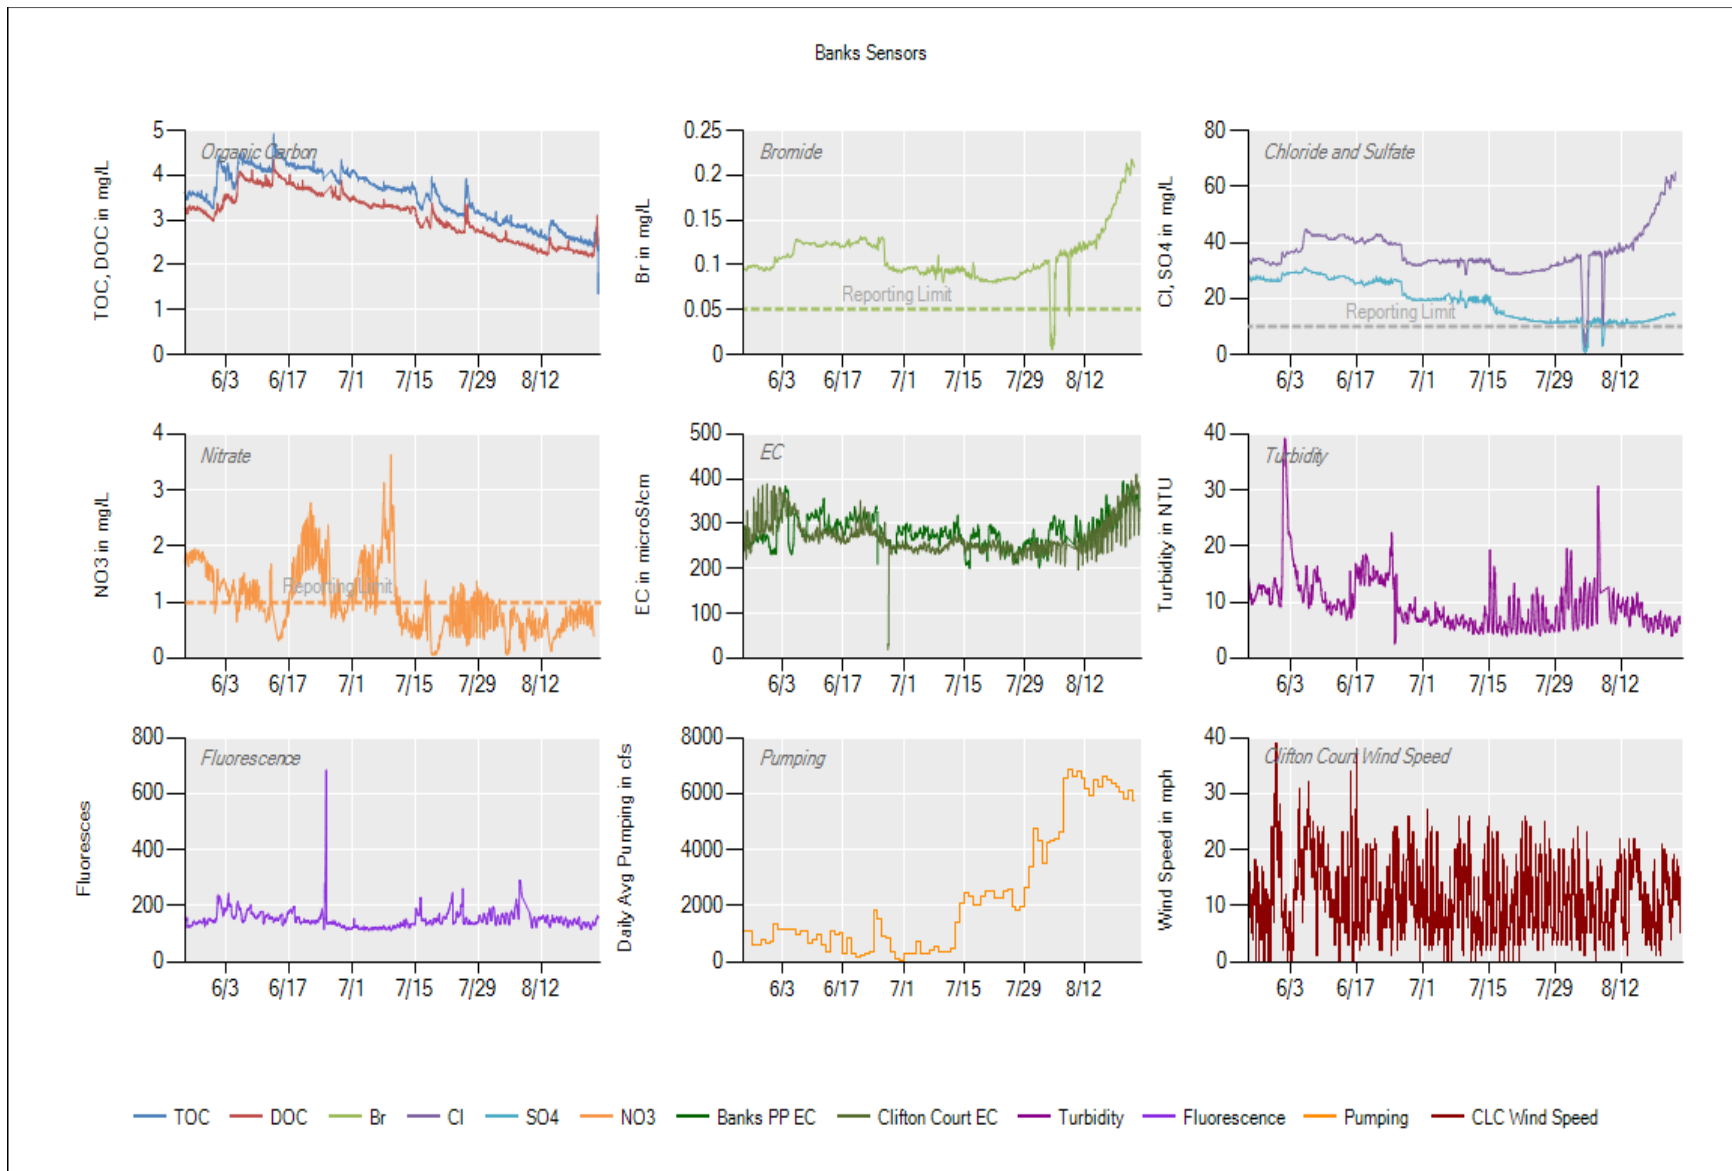 Banks Sensors
TOC, DOC in mg/L
Organic Carbon
5
4
3
2
1
0
6/3 6/17 7/1 7/15 7/29 8/12
Br in mg/L
Bromide
0.25
0.2
0.15
0.1
0.05
0
Reporting Limit
6/3 6/17 7/1 7/15 7/29 8/12
Cl, SO4 in mg/L
Chloride and Sulfate
80
60
40
20
0
Reporting Limit
6/3 6/17 7/1 7/15 7/29 8/12
NO3 in mg/L
Nitrate
4
3
2
1
0
Reporting Limit
6/3 6/17 7/1 7/15 7/29 8/12
EC in microS/cm
EC
500
400
300
200
100
0
6/3 6/17 7/1 7/15 7/29 8/12
Turbidity in NTU
Turbidity
40
30
20
10
0
6/3 6/17 7/1 7/15 7/29 8/12
Fluoresces
Fluorescence
800
600
400
200
0
6/3 6/17 7/1 7/15 7/29 8/12
Daily Avg Pumping in cfs
Pumping
8000
6000
4000
2000
0
6/3 6/17 7/1 7/15 7/29 8/12
Wind Speed in mph
Clifton Court Wind Speed
40
30
20
10
0
6/3 6/17 7/1 7/15 7/29 8/12
TOC DOC Br Cl SO4 NO3 Banks PP EC Clifton Court EC Turbidity Fluorescence Pumping CLC Wind Speed